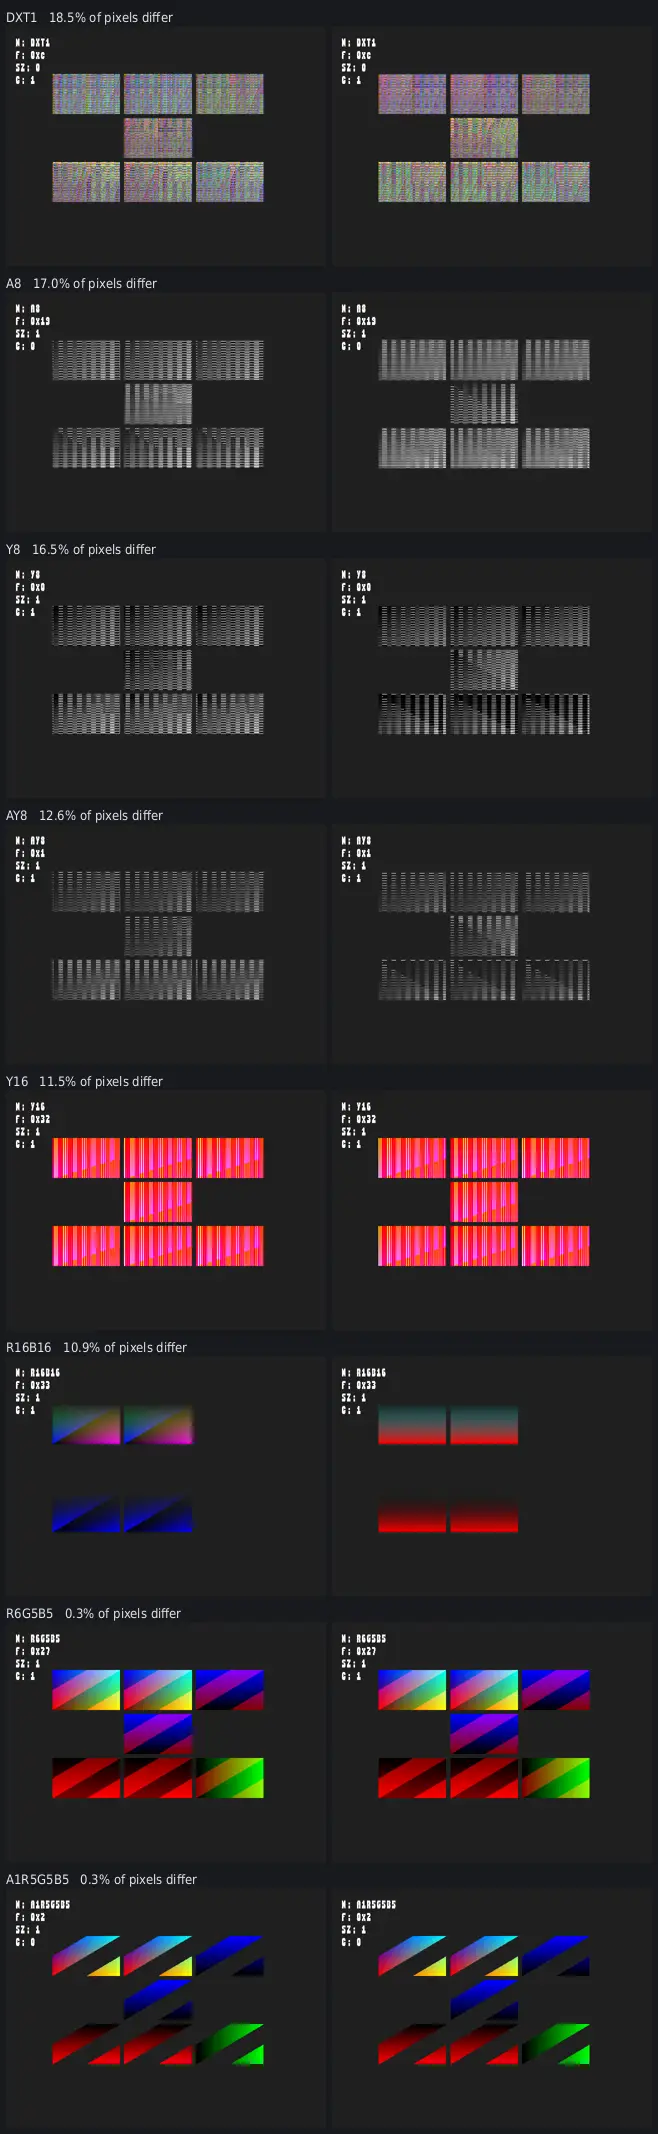 DXT1 18.5% of pixels differ
N: DXT1 N: DXT1
F: 0xc F: 0xc
SZ: 0 SZ: 0
C: 1 C: 1
A8 17.0% of pixels differ
N: A8 N: A8
F: 0x19 F: 0x19
SZ: 1 SZ: 1
C: 0 C: 0
Y8 16.5% of pixels differ
N: Y8 N: Y8
F: 0x0 F: 0x0
SZ: 1 SZ: 1
C: 1 C: 1
AY8 12.6% of pixels differ
N: AY8 N: AY8
F: 0x1 F: 0x1
SZ: 1 SZ: 1
C: 1 C: 1
Y16 11.5% of pixels differ
N: Y16 N: Y16
F: 0x32 F: 0x32
SZ: 1 SZ: 1
C: 1 C: 1
R16B16 10.9% of pixels differ
N: R16B16 N: R16B16
F: 0x33 F: 0x33
SZ: 1 SZ: 1
C: 1 C: 1
R6G5B5 0.3% of pixels differ
N: R6G5B5 N: R6G5B5
F: 0x27 F: 0x27
SZ: 1 SZ: 1
C: 1 C: 1
A1R5G5B5 0.3% of pixels differ
N: A1R5G5B5 N: A1R5G5B5
F: 0x2 F: 0x2
SZ: 1 SZ: 1
C: 0 C: 0